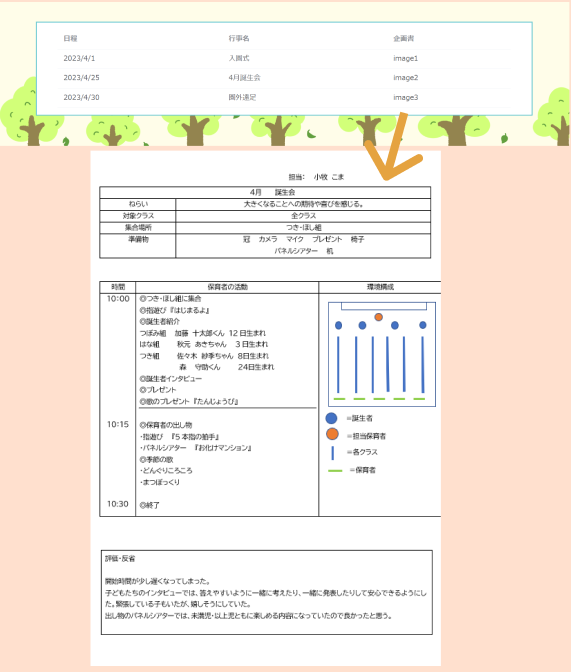 日程 行事名 企画書
2023/4/1 入園式 image1
2023/4/25 4月誕生会 image2
2023/4/30 園外遠足 image3
担当: 小牧 こま
4月 誕生会
ねらい 大きくなることへの期待や喜びを感じる。
対象クラス 全クラス
集合場所 つき・ほし組
準備物 冠 カメラ マイク プレゼント 椅子
パネルシアター 机
時間 保育者の活動 環境構成
10:00 ◎つき・ほし組に集合
◎指遊び『はじまるよ』
◎誕生者紹介
つぼみ組 加藤 十太郎くん 12日生まれ
はな組 秋元 あきちゃん 3日生まれ
つき組 佐々木 紗季ちゃん 8日生まれ
森 守助くん 24日生まれ
◎誕生者インタビュー
◎プレゼント
◎歌のプレゼント『たんじょうび』
=誕生者
=担当保育者
=各クラス
=保育者
10:15 ◎保育者の出し物
・指遊び 『5本指の拍手』
・パネルシアター 『お化けマンション』
◎季節の歌
・どんぐりころころ
・まつぼっくり
10:30 ◎終了
評価・反省
開始時間が少し遅くなってしまった。
子どもたちのインタビューでは、答えやすいように一緒に考えたり、一緒に発表したりして安心できるようにし
た。緊張している子もいたが、嬉しそうにしていた。
出し物のパネルシアターでは、未満児・以上児ともに楽しめる内容になっていたので良かったと思う。